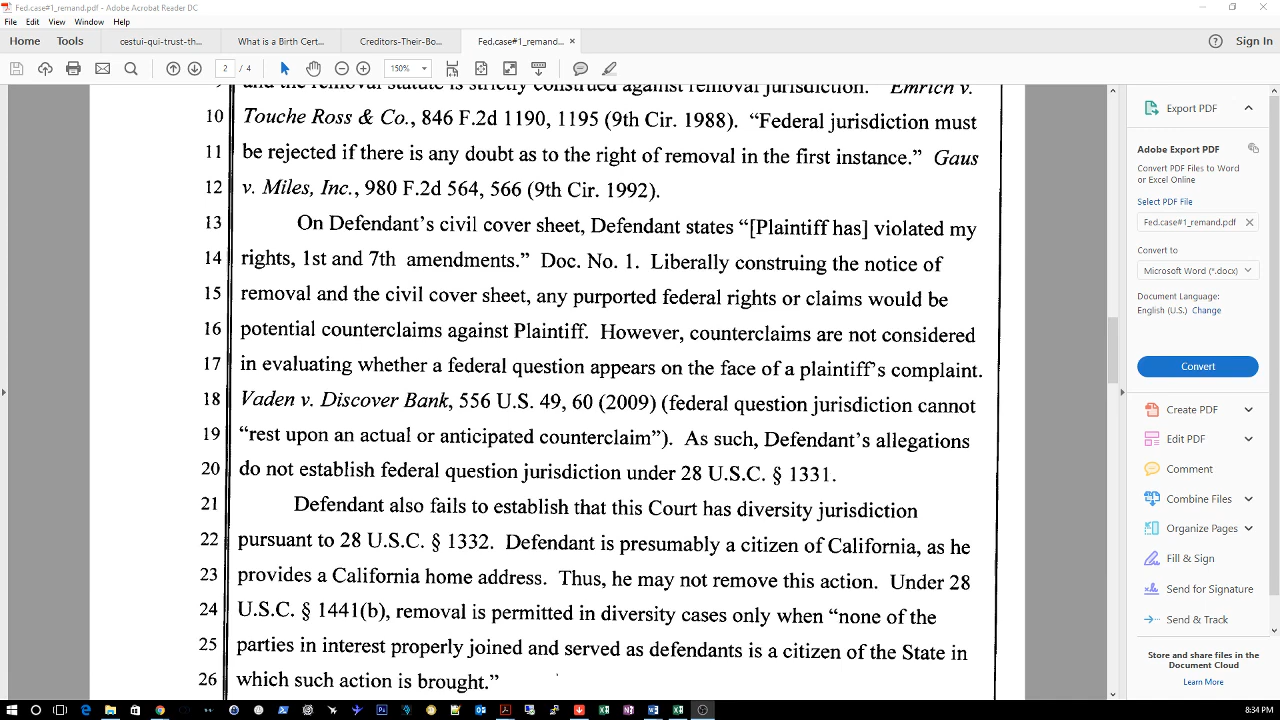 Fed.case#1_remand.pdf - Adobe Acrobat Reader DC
File Edit View Window Help
Home Tools cestui-qui-trust-th... What is a Birth Cert... Creditors-Their-Bo... Fed.case#1_remand... ×
Sign In
2 / 4 150%
and the removal statute is strictly construed against removal jurisdiction." Emrich v.
10 Touche Ross & Co., 846 F.2d 1190, 1195 (9th Cir. 1988). "Federal jurisdiction must
11 be rejected if there is any doubt as to the right of removal in the first instance." Gaus
12 v. Miles, Inc., 980 F.2d 564, 566 (9th Cir. 1992).
13 On Defendant's civil cover sheet, Defendant states "[Plaintiff has] violated my
14 rights, 1st and 7th amendments." Doc. No. 1. Liberally construing the notice of
15 removal and the civil cover sheet, any purported federal rights or claims would be
16 potential counterclaims against Plaintiff. However, counterclaims are not considered
17 in evaluating whether a federal question appears on the face of a plaintiff's complaint.
18 Vaden v. Discover Bank, 556 U.S. 49, 60 (2009) (federal question jurisdiction cannot
19 "rest upon an actual or anticipated counterclaim"). As such, Defendant's allegations
20 do not establish federal question jurisdiction under 28 U.S.C. § 1331.
21 Defendant also fails to establish that this Court has diversity jurisdiction
22 pursuant to 28 U.S.C. § 1332. Defendant is presumably a citizen of California, as he
23 provides a California home address. Thus, he may not remove this action. Under 28
24 U.S.C. § 1441(b), removal is permitted in diversity cases only when "none of the
25 parties in interest properly joined and served as defendants is a citizen of the State in
26 which such action is brought."
Export PDF
Adobe Export PDF
Convert PDF Files to Word
or Excel Online
Select PDF File
Fed.case#1_remand.pdf ×
Convert to
Microsoft Word (*.docx)
Document Language:
English (U.S.) Change
Convert
Create PDF
Edit PDF
Comment
Combine Files
Organize Pages
Fill & Sign
Send for Signature
Send & Track
Store and share files in the
Document Cloud
Learn More
8:34 PM